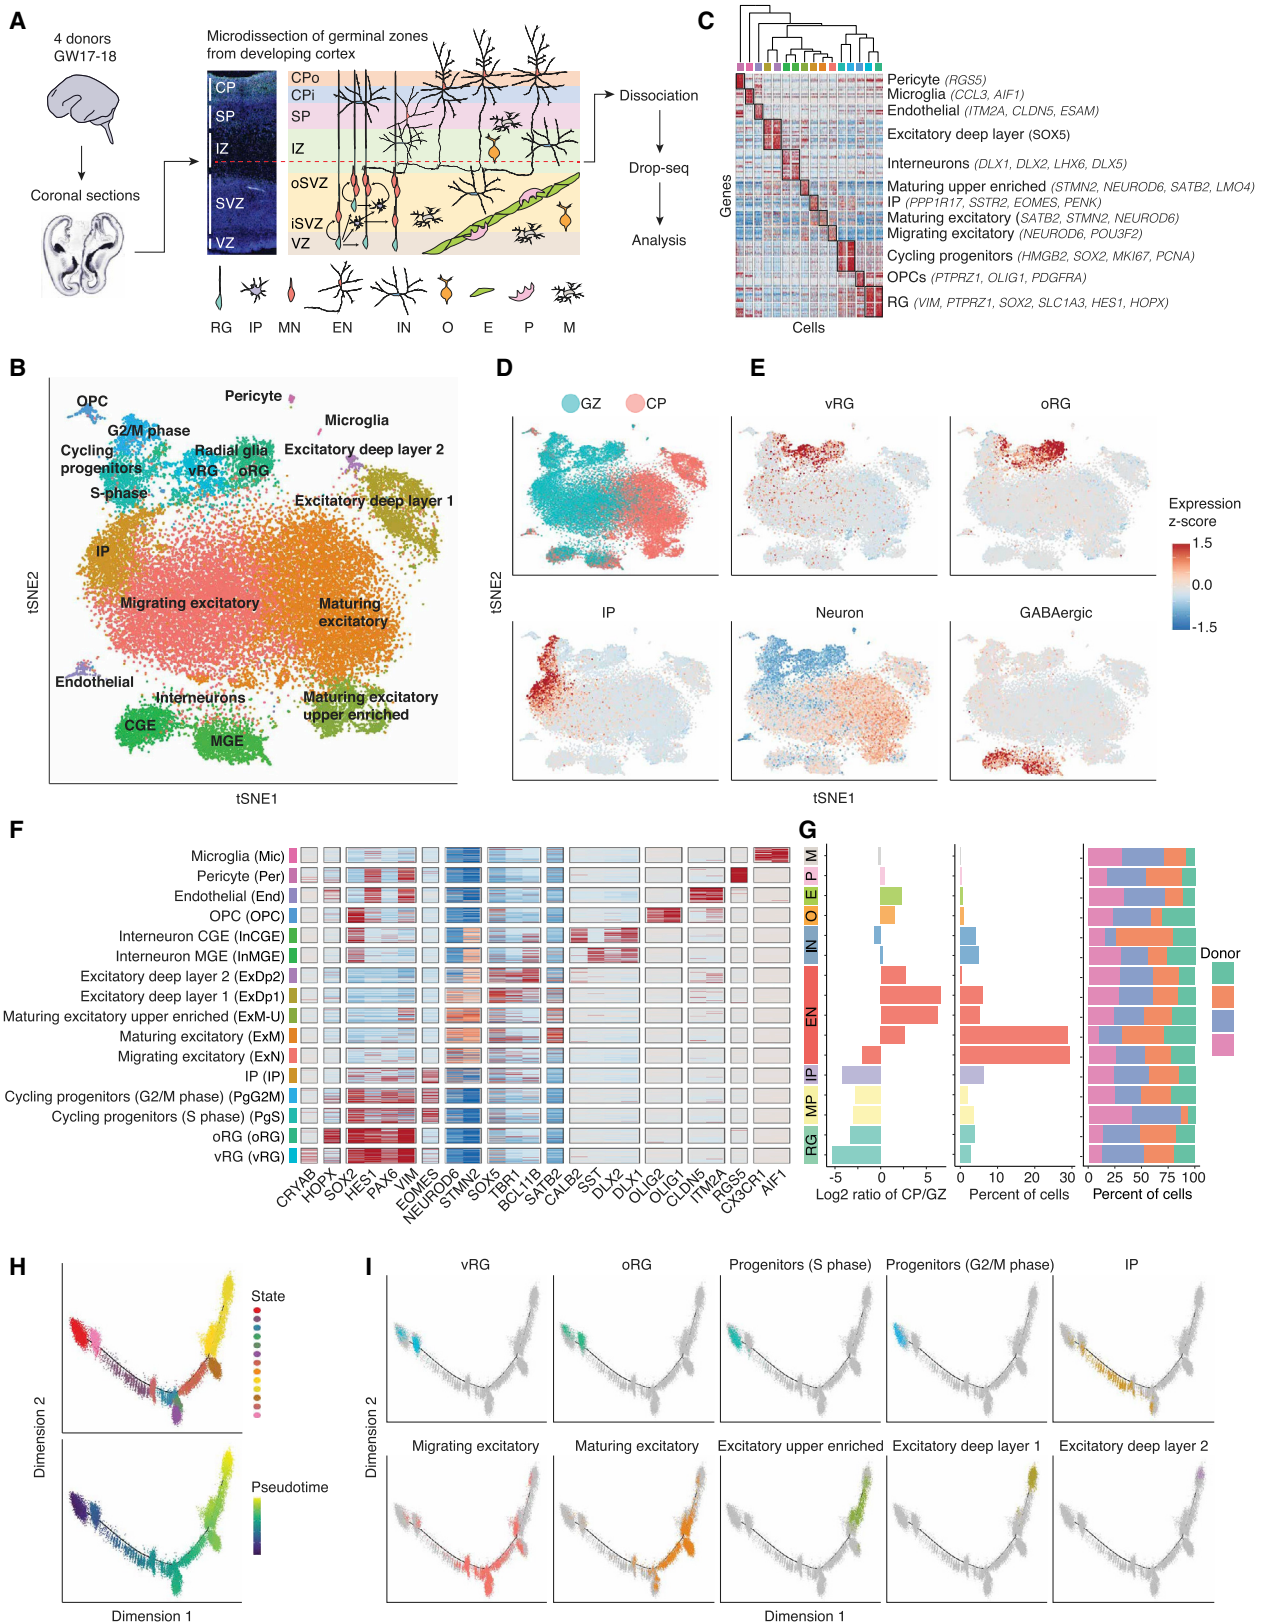 A
4 donors
GW17-18
Coronal sections
Microdissection of germinal zones
from developing cortex
CP
SP
IZ
SVZ
VZ
CPo
CPi
SP
IZ
oSVZ
iSVZ
VZ
RG IP MN EN IN O E P M
Dissociation
Drop-seq
Analysis
C
Genes
Cells
Pericyte (RGS5)
Microglia (CCL3, AIF1)
Endothelial (ITM2A, CLDN5, ESAM)
Excitatory deep layer (SOX5)
Interneurons (DLX1, DLX2, LHX6, DLX5)
Maturing upper enriched (STMN2, NEUROD6, SATB2, LMO4)
IP (PPP1R17, SSTR2, EOMES, PENK)
Maturing excitatory (SATB2, STMN2, NEUROD6)
Migrating excitatory (NEUROD6, POU3F2)
Cycling progenitors (HMGB2, SOX2, MKI67, PCNA)
OPCs (PTPRZ1, OLIG1, PDGFRA)
RG (VIM, PTPRZ1, SOX2, SLC1A3, HES1, HOPX)
B
OPC
Pericyte
Microglia
G2/M phase
Cycling
progenitors
Radial glia
vRG oRG
Excitatory deep layer 2
S-phase
Excitatory deep layer 1
IP
Migrating excitatory
Maturing
excitatory
Endothelial
Interneurons
CGE
MGE
Maturing excitatory
upper enriched
tSNE2
tSNE1
D
GZ CP
E
vRG
oRG
IP
Neuron
GABAergic
tSNE2
tSNE1
Expression
z-score
1.5
0.0
-1.5
F
Microglia (Mic)
Pericyte (Per)
Endothelial (End)
OPC (OPC)
Interneuron CGE (InCGE)
Interneuron MGE (InMGE)
Excitatory deep layer 2 (ExDp2)
Excitatory deep layer 1 (ExDp1)
Maturing excitatory upper enriched (ExM-U)
Maturing excitatory (ExM)
Migrating excitatory (ExN)
IP (IP)
Cycling progenitors (G2/M phase) (PgG2M)
Cycling progenitors (S phase) (PgS)
oRG (oRG)
vRG (vRG)
CRYAB
HOPX
SOX2
HES1
PAX6
VIM
EOMES
NEUROD6
STMN2
SOX5
TBR1
BCL11B
SATB2
CALB2
SST
DLX2
DLX1
OLIG2
OLIG1
CLDN5
ITM2A
RGS5
CX3CR1
AIF1
G
M
P
E
O
IN
EN
IP
MP
RG
-5 0 5
Log2 ratio of CP/GZ
0 10 20 30
Percent of cells
0 25 50 75 100
Percent of cells
Donor
H
State
Pseudotime
Dimension 2
Dimension 1
I
vRG
oRG
Progenitors (S phase)
Progenitors (G2/M phase)
IP
Migrating excitatory
Maturing excitatory
Excitatory upper enriched
Excitatory deep layer 1
Excitatory deep layer 2
Dimension 2
Dimension 1